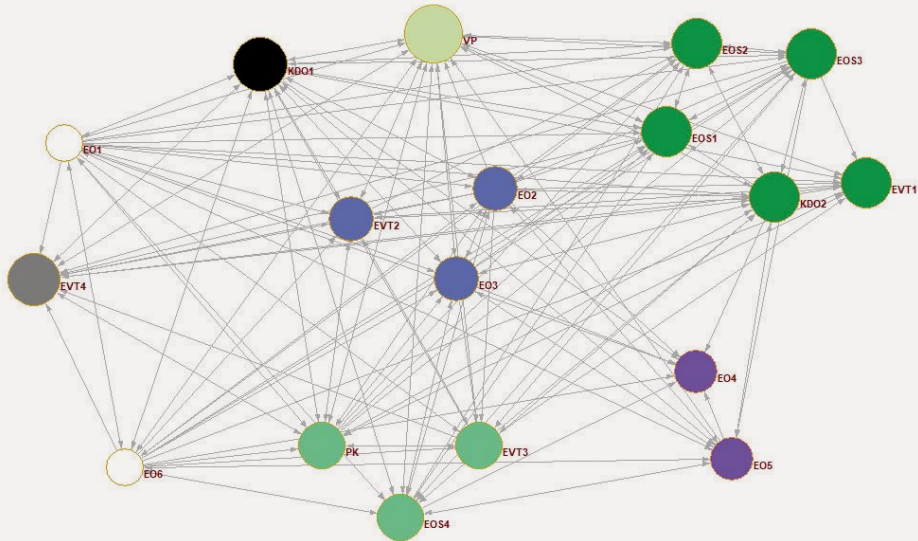 VP
EOS2
EOS3
KDO1
EOS1
EO1
EO2
EVT1
KDO2
EVT2
EO3
EVT4
EO4
PK
EVT3
EO5
EO6
EOS4